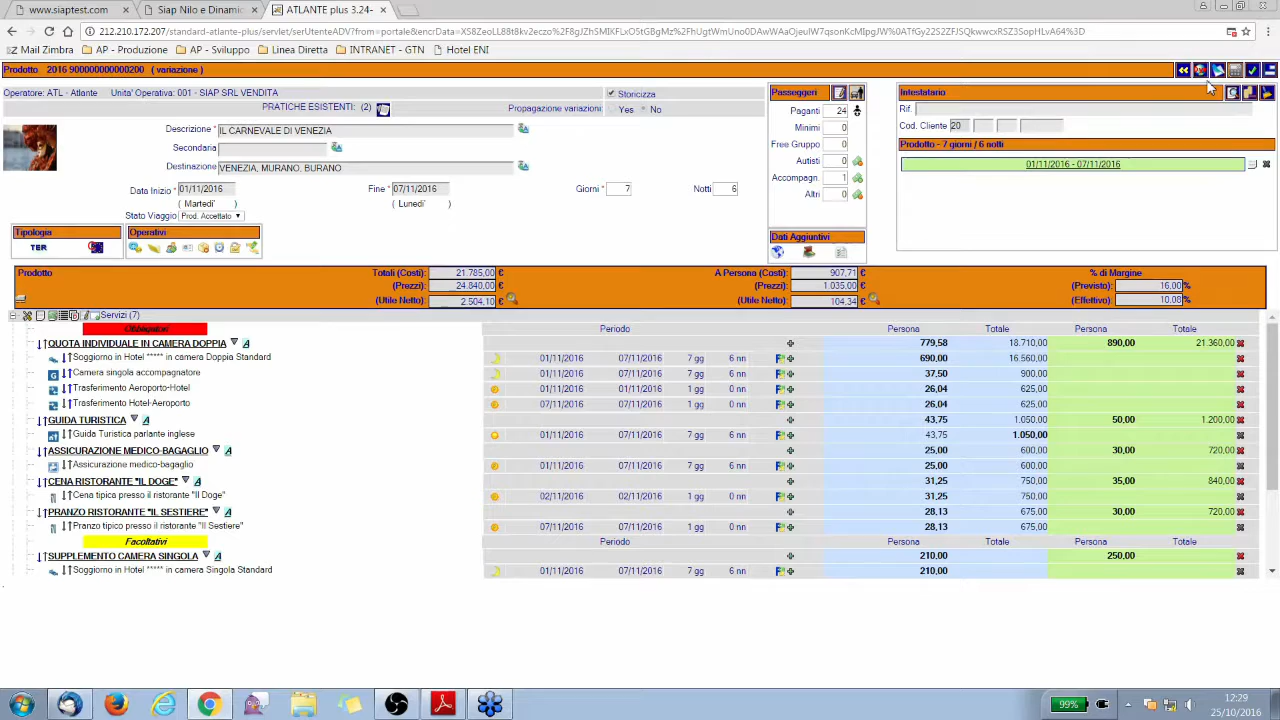 www.siaptest.com
Siap Nilo e Dinamic
ATLANTE plus 3.24-
212.210.172.207/standard-atlante-plus/servlet/serUtenteADV?from=portale&
Mail Zimbra AP - Produzione AP - Sviluppo Linea Diretta INTRANET - GTN Hotel ENI
Prodotto 2016 900000000000200 ( variazione )
Operatore: ATL - Atlante Unita' Operativa: 001 - SIAP SRL VENDITA Storicizza
PRATICHE ESISTENTI: (2) Propagazione variazioni: Yes No
Descrizione * IL CARNEVALE DI VENEZIA
Secondaria
Destinazione VENEZIA, MURANO, BURANO
Data Inizio * 01/11/2016 Fine * 07/11/2016 Giorni * 7 Notti 6
( Martedi' ) ( Lunedi' )
Stato Viaggio Prod. Accettato
Tipologia Operativi
TER
Passeggeri
Paganti 24
Minimi 0
Free Gruppo 0
Autisti 0
Accompagn. 1
Altri 0
Dati Aggiuntivi
Intestatario
Rif.
Cod. Cliente 20
Prodotto - 7 giorni / 6 notti
01/11/2016 - 07/11/2016
Prodotto Totali (Costi): 21.785,00 € A Persona (Costi): 907,71 € % di Margine
(Prezzi): 24.840,00 € (Prezzi): 1.035,00 € (Previsto): 16.00 %
(Utile Netto): 2.504,10 € (Utile Netto): 104,34 € (Effettivo): 10.08 %
Servizi (7)
Obbligatori Periodo Persona Totale Persona Totale
QUOTA INDIVIDUALE IN CAMERA DOPPIA A 779,58 18.710,00 890,00 21.360,00
Soggiorno in Hotel ***** in camera Doppia Standard 01/11/2016 07/11/2016 7 gg 6 nn 690,00 16.560,00
Camera singola accompagnatore 01/11/2016 07/11/2016 7 gg 6 nn 37,50 900,00
Trasferimento Aeroporto-Hotel 01/11/2016 01/11/2016 1 gg 0 nn 26,04 625,00
Trasferimento Hotel-Aeroporto 07/11/2016 07/11/2016 1 gg 0 nn 26,04 625,00
GUIDA TURISTICA A 43,75 1.050,00 50,00 1.200,00
Guida Turistica parlante inglese 01/11/2016 07/11/2016 7 gg 6 nn 43,75 1.050,00
ASSICURAZIONE MEDICO-BAGAGLIO A 25,00 600,00 30,00 720,00
Assicurazione medico-bagaglio 01/11/2016 07/11/2016 7 gg 6 nn 25,00 600,00
CENA RISTORANTE "IL DOGE" A 31,25 750,00 35,00 840,00
Cena tipica presso il ristorante "Il Doge" 02/11/2016 02/11/2016 1 gg 0 nn 31,25 750,00
PRANZO RISTORANTE "IL SESTIERE" A 28,13 675,00 30,00 720,00
Pranzo tipico presso il ristorante "Il Sestiere" 07/11/2016 07/11/2016 1 gg 0 nn 28,13 675,00
Facoltativi Periodo Persona Totale Persona Totale
SUPPLEMENTO CAMERA SINGOLA A 210,00 250,00
Soggiorno in Hotel ***** in camera Singola Standard 01/11/2016 07/11/2016 7 gg 6 nn 210,00
99% 12:29
25/10/2016